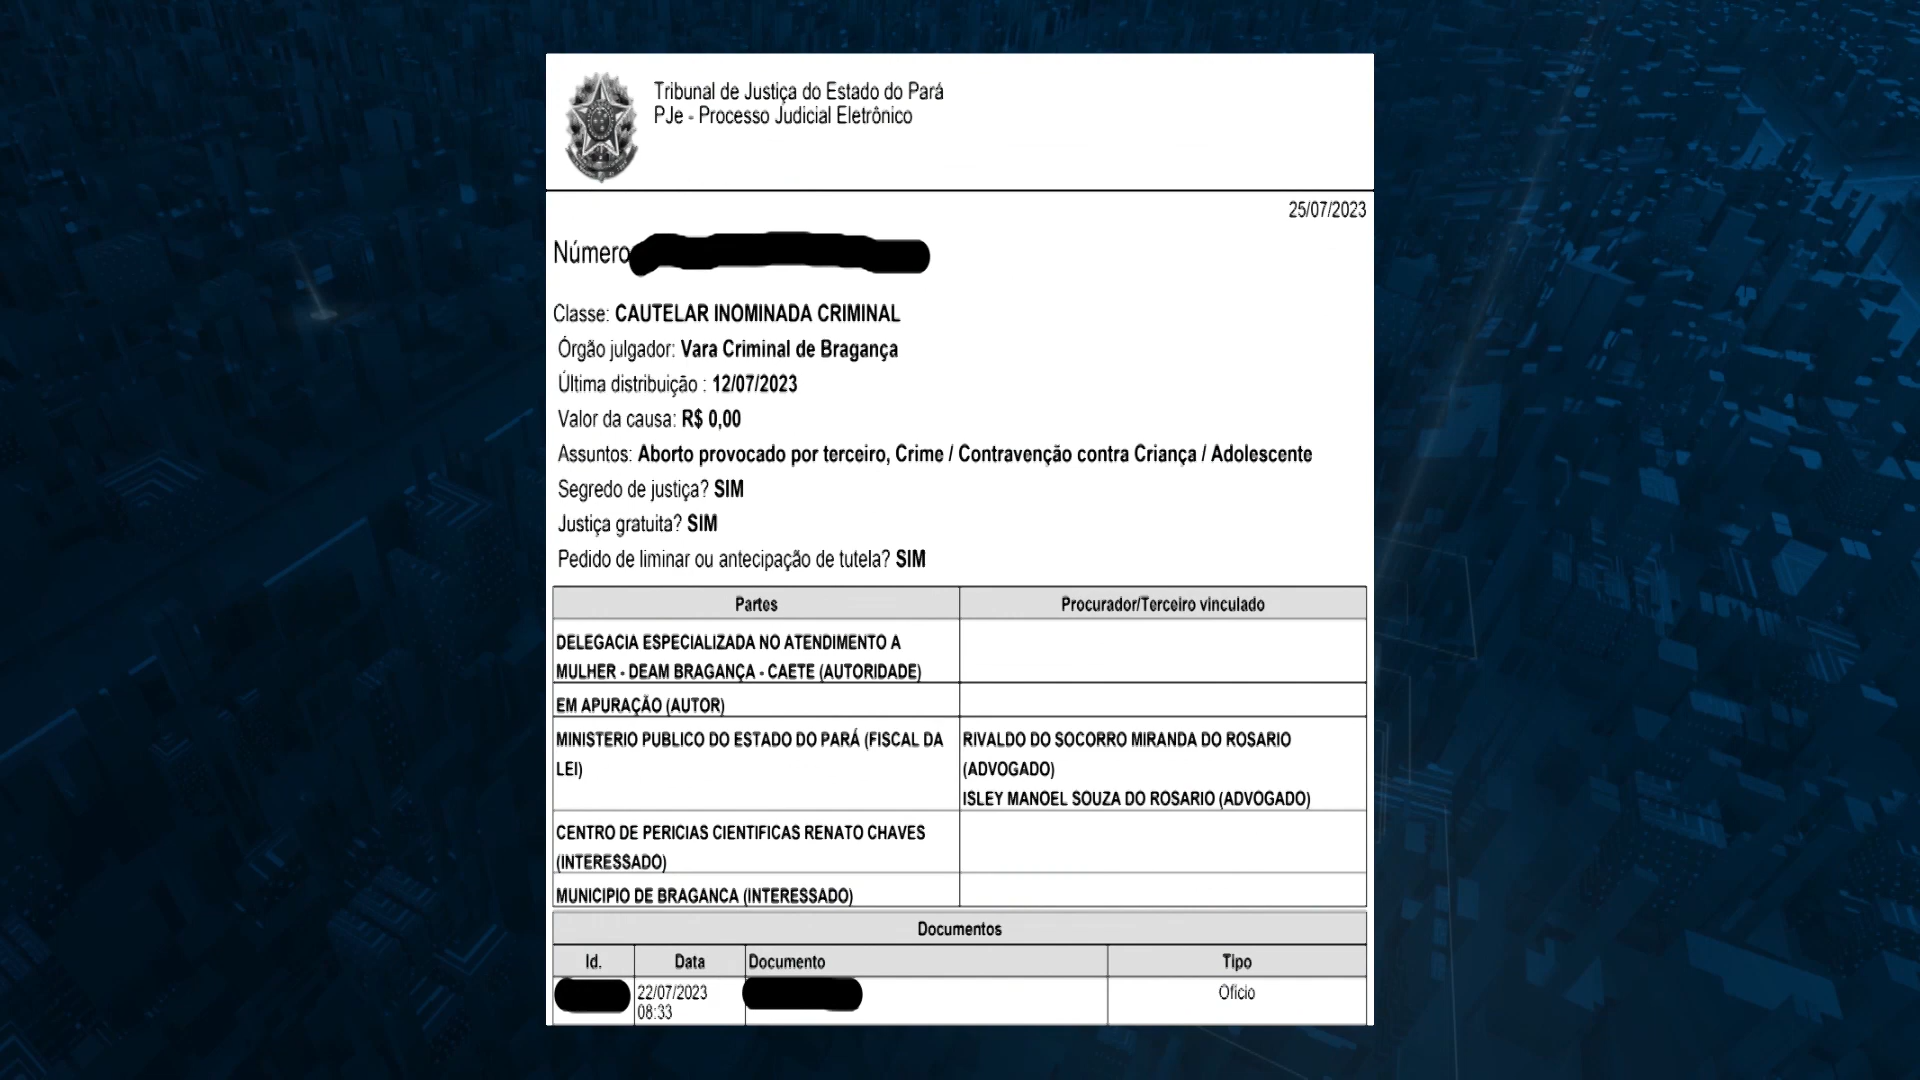 Tribunal de Justiça do Estado do Pará
PJe - Processo Judicial Eletrônico
25/07/2023
Número
Classe: CAUTELAR INOMINADA CRIMINAL
Órgão julgador: Vara Criminal de Bragança
Última distribuição : 12/07/2023
Valor da causa: R$ 0,00
Assuntos: Aborto provocado por terceiro, Crime / Contravenção contra Criança / Adolescente
Segredo de justiça? SIM
Justiça gratuita? SIM
Pedido de liminar ou antecipação de tutela? SIM
Partes Procurador/Terceiro vinculado
DELEGACIA ESPECIALIZADA NO ATENDIMENTO A
MULHER - DEAM BRAGANÇA - CAETE (AUTORIDADE)
EM APURAÇÃO (AUTOR)
MINISTERIO PUBLICO DO ESTADO DO PARÁ (FISCAL DA
LEI)
RIVALDO DO SOCORRO MIRANDA DO ROSARIO
(ADVOGADO)
ISLEY MANOEL SOUZA DO ROSARIO (ADVOGADO)
CENTRO DE PERICIAS CIENTIFICAS RENATO CHAVES
(INTERESSADO)
MUNICIPIO DE BRAGANCA (INTERESSADO)
Documentos
Id. Data Documento Tipo
22/07/2023
08:33
Ofício